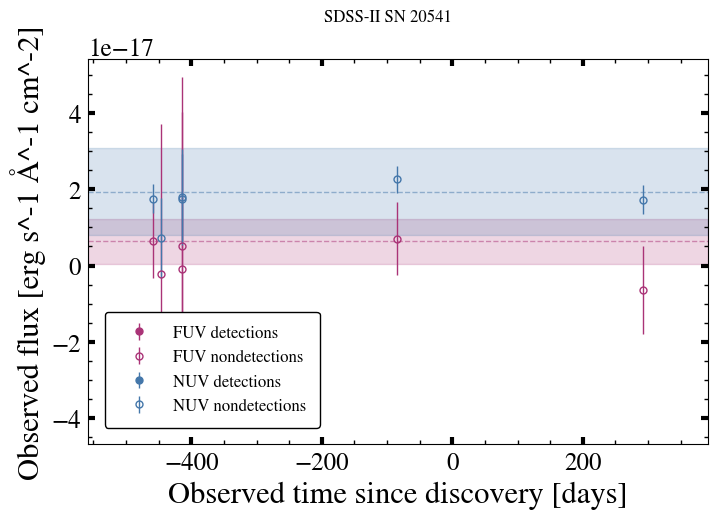 SDSS-II SN 20541
1e−17
Observed flux [erg s^-1 Å^-1 cm^-2]
4
2
0
−2
−4
FUV detections
FUV nondetections
NUV detections
NUV nondetections
−400
−200
0
200
Observed time since discovery [days]